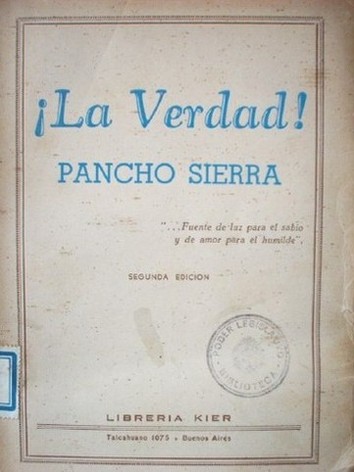 ¡La Verdad!
PANCHO SIERRA
"...Fuente de luz para el sabio
y de amor para el humilde".
SEGUNDA EDICION
PODER LEGISLATIVO
BIBLIOTECA
LIBRERIA KIER
Talcahuano 1075 - Buenos Aires